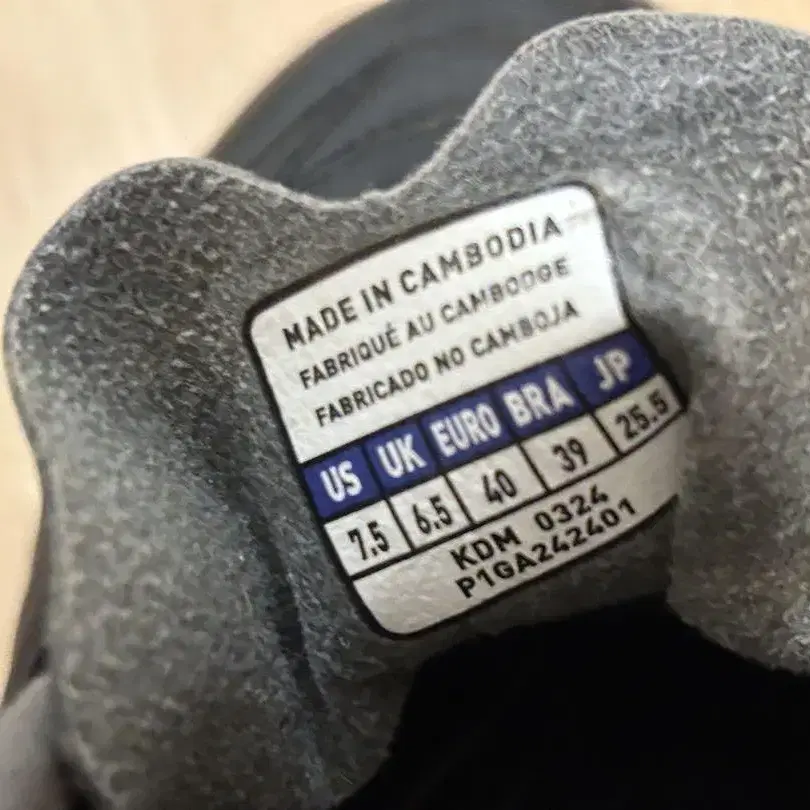 MADE IN CAMBODIA
FABRIQUÉ AU CAMBODGE
FABRICADO NO CAMBOJA
US UK EURO BRA JP
7.5 6.5 40 39 25.5
KDM 0324
P1GA242401